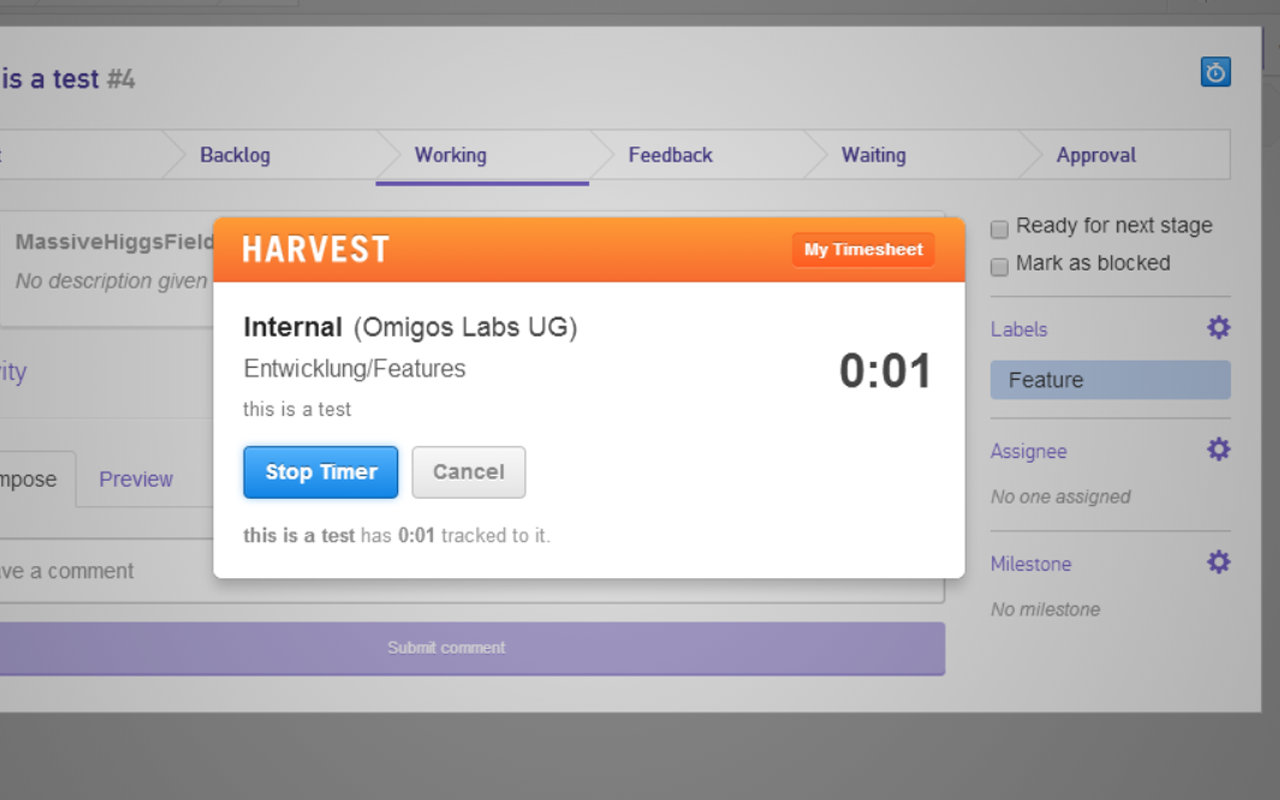 is a test #4
Backlog
Working
Feedback
Waiting
Approval
MassiveHiggsField
No description given
HARVEST
My Timesheet
Internal (Omigos Labs UG)
Entwicklung/Features
0:01
this is a test
Stop Timer
Cancel
this is a test has 0:01 tracked to it.
Preview
a comment
Submit comment
Ready for next stage
Mark as blocked
Labels
Feature
Assignee
No one assigned
Milestone
No milestone